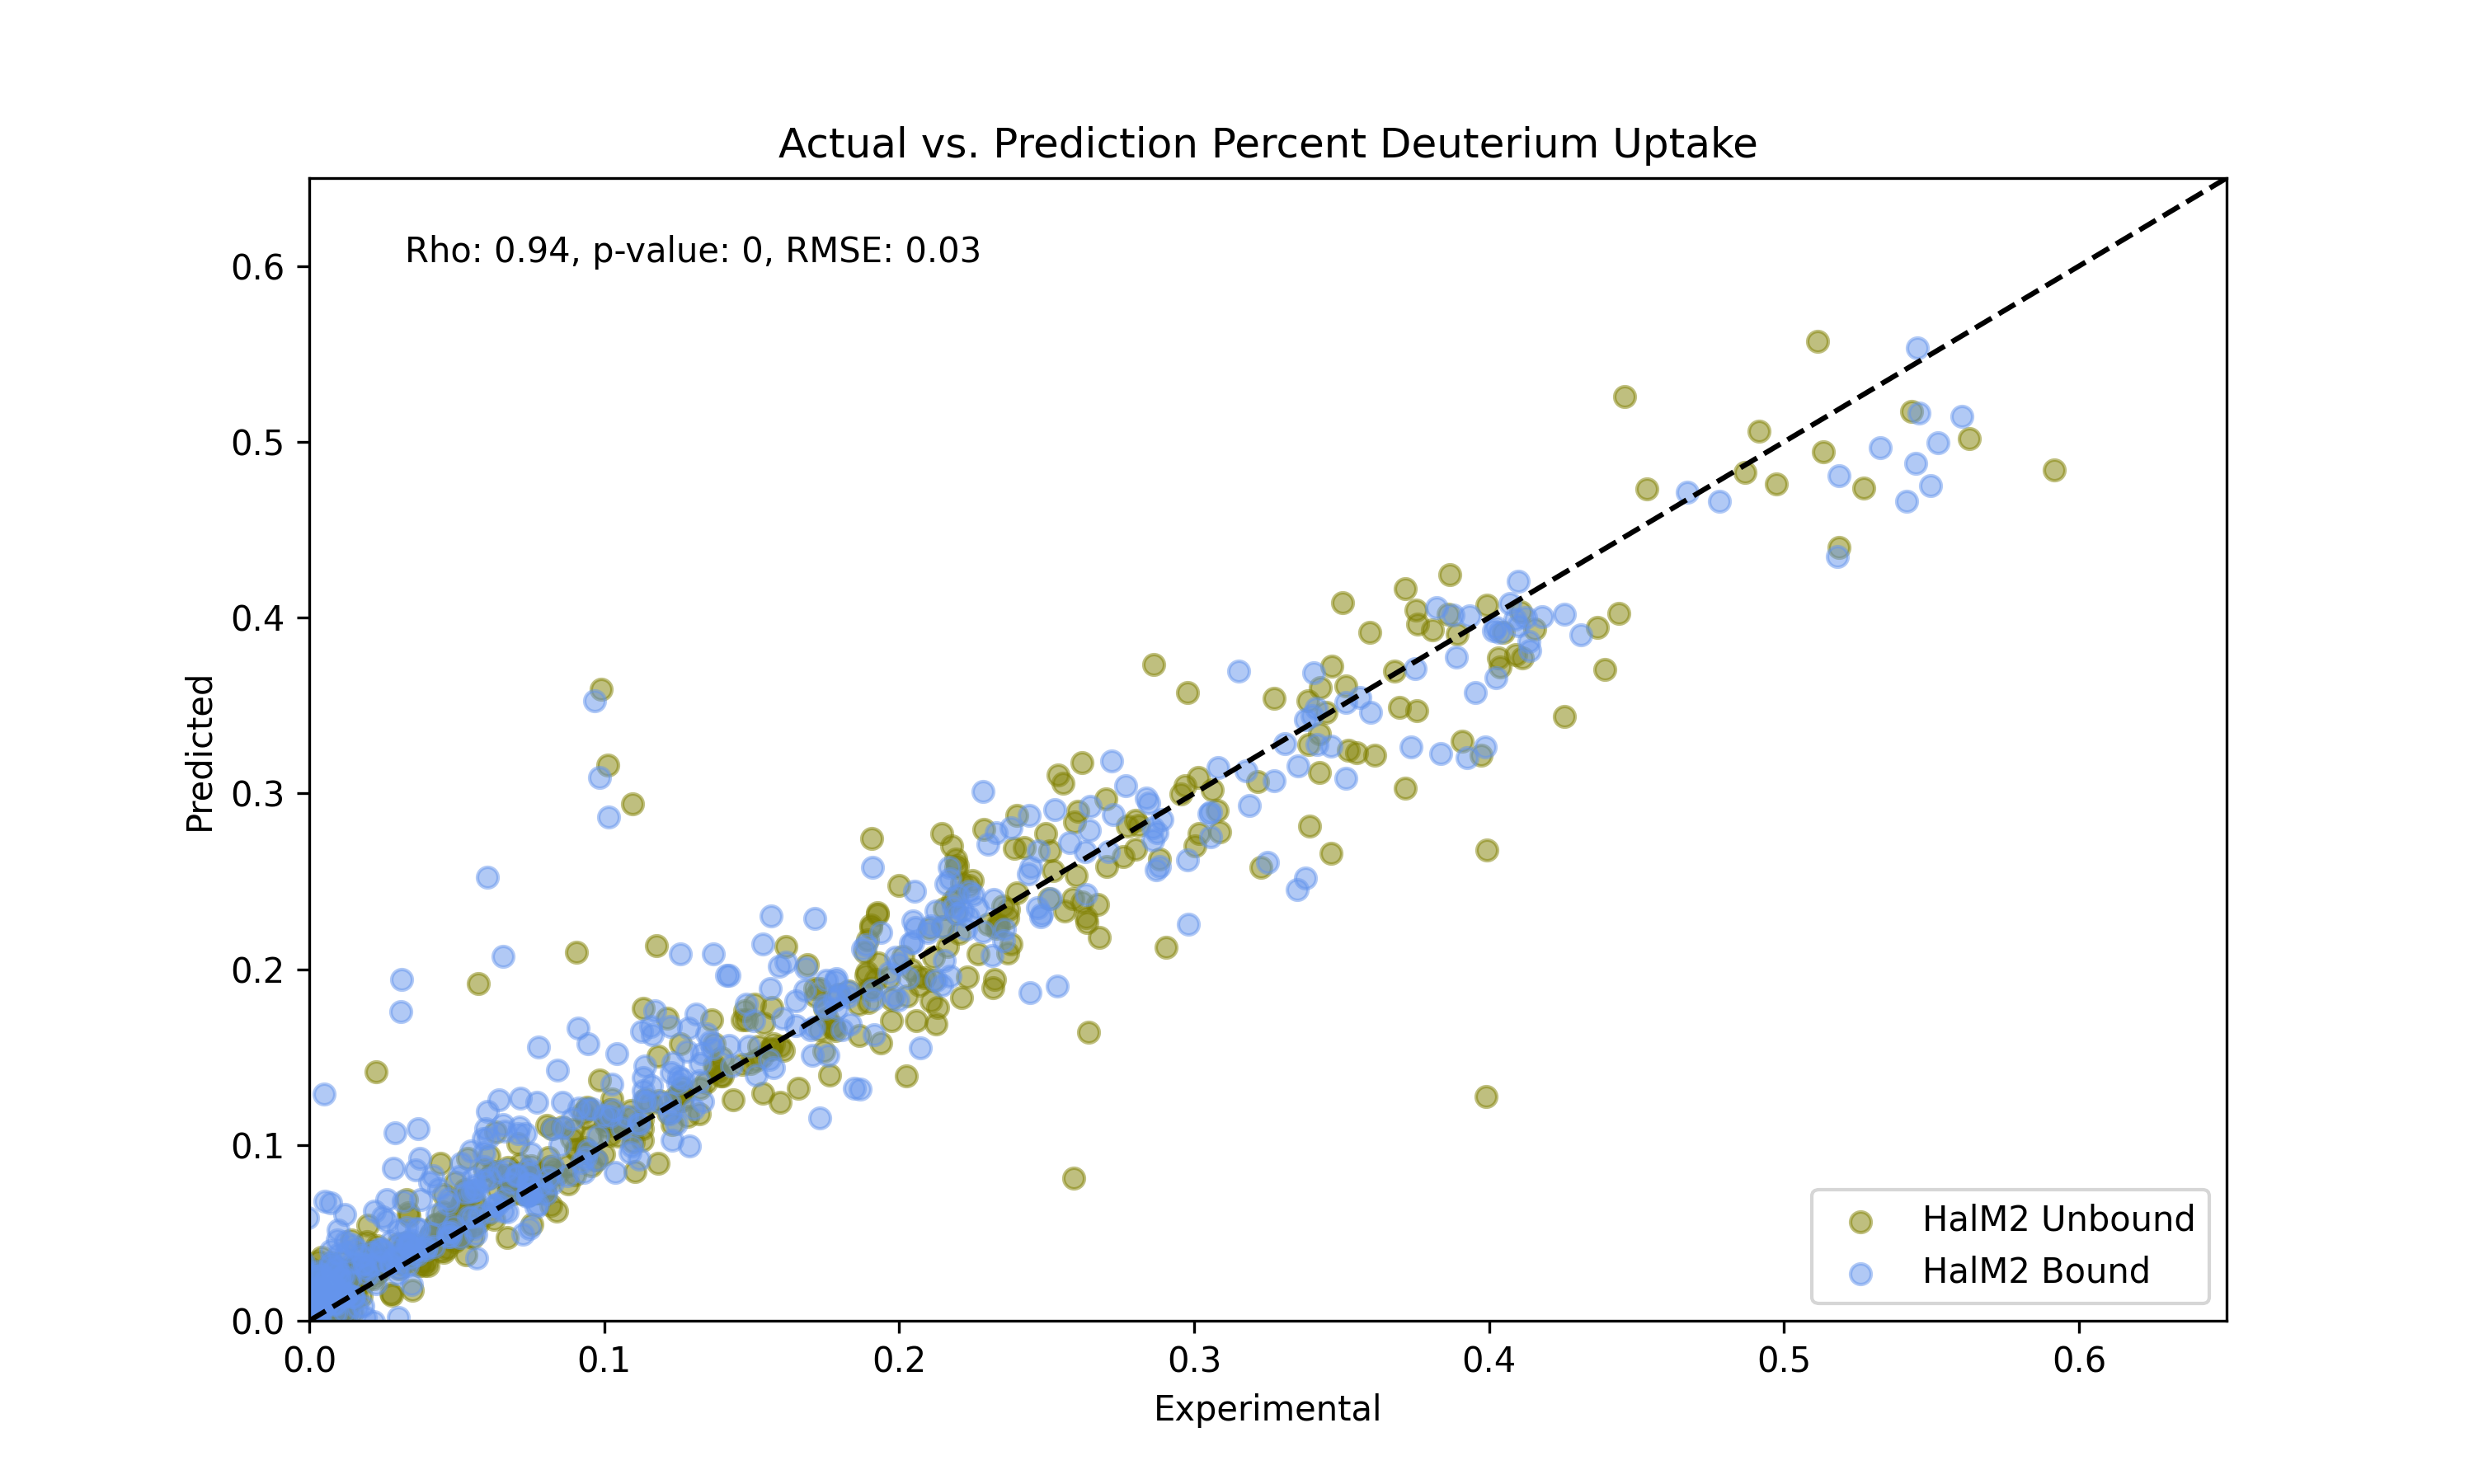 Actual vs. Prediction Percent Deuterium Uptake
Rho: 0.94, p-value: 0, RMSE: 0.03
0.6
0.5
0.4
0.3
0.2
0.1
0.0
Predicted
HalM2 Unbound
HalM2 Bound
0.0 0.1 0.2 0.3 0.4 0.5 0.6
Experimental